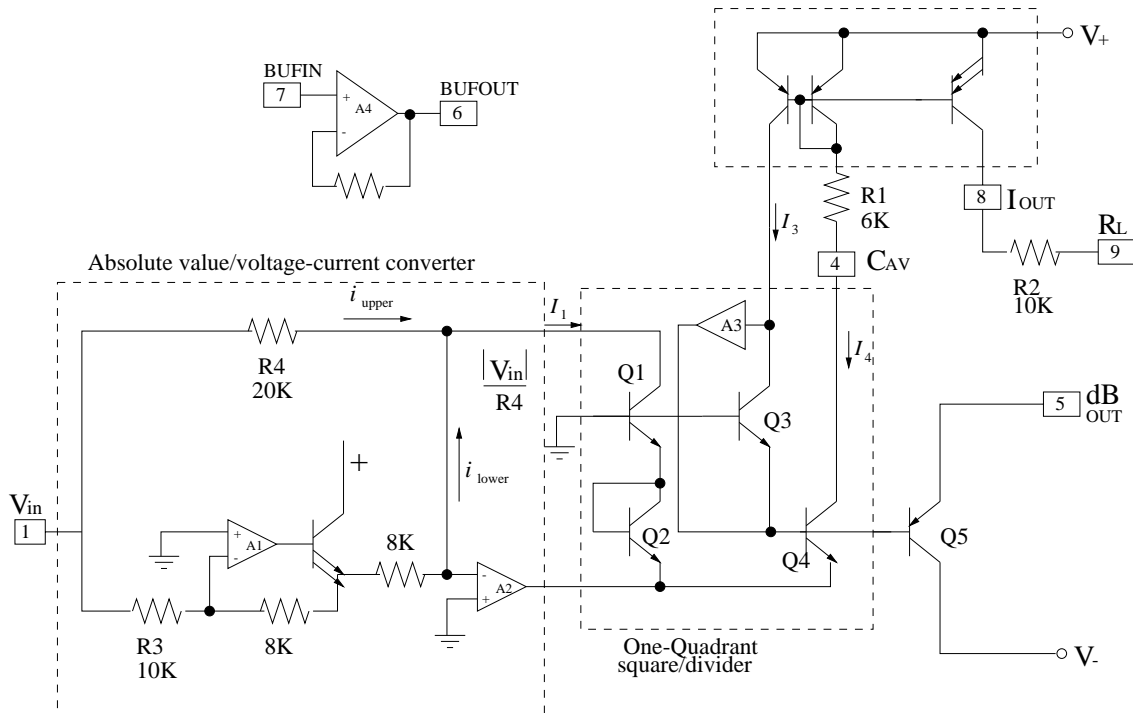 V+
BUFIN
7
+
A4
-
BUFOUT
6
R1
6K
8
IOUT
I3
RL
9
R2
10K
4
CAV
Absolute value/voltage-current converter
i upper
I1
R4
20K
|Vin|
R4
A3
I4
Q1
Q3
5
dB
OUT
+
i lower
Vin
1
+
A1
-
8K
Q2
Q4
Q5
-
A2
+
R3
10K
8K
One-Quadrant
square/divider
V-